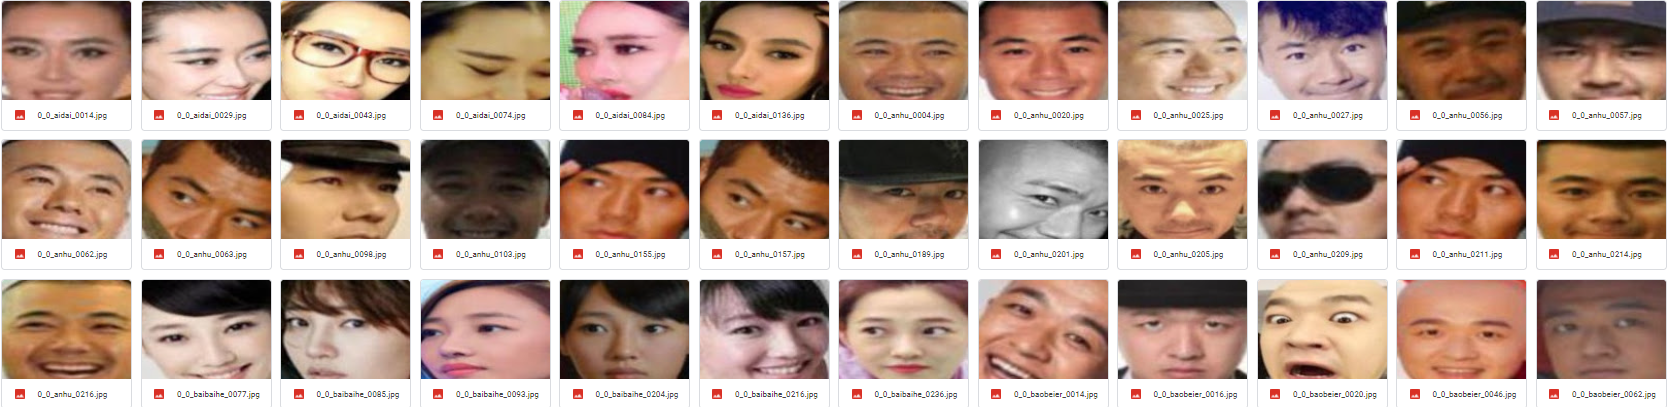 0_0_aidai_0014.jpg
0_0_aidai_0029.jpg
0_0_aidai_0043.jpg
0_0_aidai_0074.jpg
0_0_aidai_0084.jpg
0_0_aidai_0136.jpg
0_0_anhu_0004.jpg
0_0_anhu_0020.jpg
0_0_anhu_0025.jpg
0_0_anhu_0027.jpg
0_0_anhu_0056.jpg
0_0_anhu_0057.jpg
0_0_anhu_0062.jpg
0_0_anhu_0063.jpg
0_0_anhu_0098.jpg
0_0_anhu_0103.jpg
0_0_anhu_0155.jpg
0_0_anhu_0157.jpg
0_0_anhu_0189.jpg
0_0_anhu_0201.jpg
0_0_anhu_0205.jpg
0_0_anhu_0209.jpg
0_0_anhu_0211.jpg
0_0_anhu_0214.jpg
0_0_anhu_0216.jpg
0_0_baibaihe_0077.jpg
0_0_baibaihe_0085.jpg
0_0_baibaihe_0093.jpg
0_0_baibaihe_0204.jpg
0_0_baibaihe_0216.jpg
0_0_baibaihe_0236.jpg
0_0_baobeier_0014.jpg
0_0_baobeier_0016.jpg
0_0_baobeier_0020.jpg
0_0_baobeier_0046.jpg
0_0_baobeier_0062.jpg